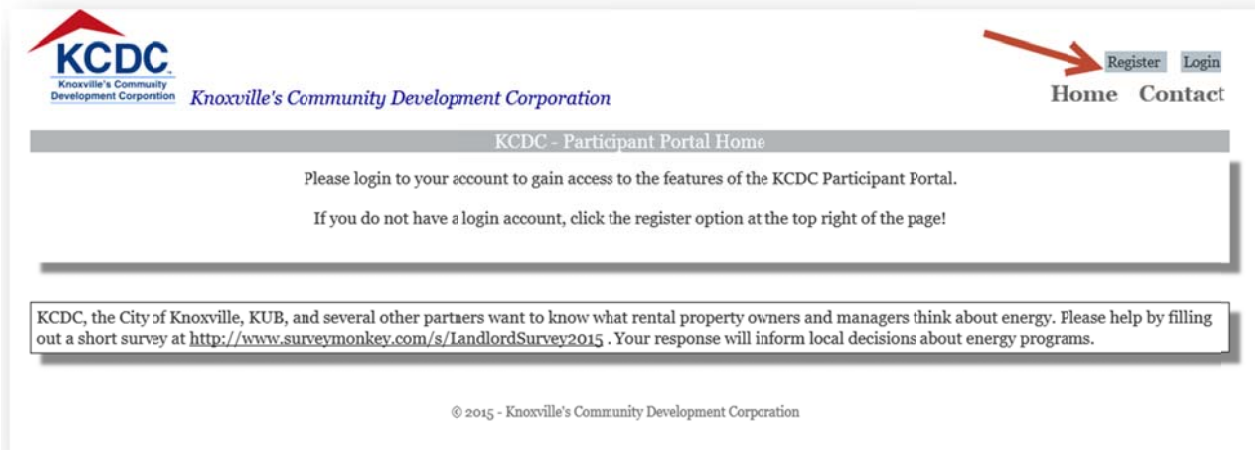 KCDC
Knoxville's Community
Development Corportion
Knoxville's Community Development Corporation
Register Login
Home Contact
KCDC - Participant Portal Home
Please login to your account to gain access to the features of the KCDC Participant Portal.
If you do not have a login account, click the register option at the top right of the page!
KCDC, the City of Knoxville, KUB, and several other partners want to know what rental property owners and managers think about energy. Please help by filling
out a short survey at http://www.surveymonkey.com/s/LandlordSurvey2015 . Your response will inform local decisions about energy programs.
© 2015 - Knoxville's Community Development Corporation